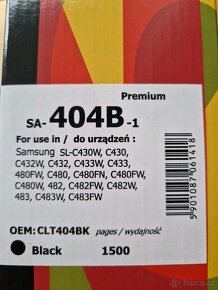 Premium
SA-404B-1
For use in / do urządzeń:
Samsung SL-C430W, C430,
C432W, C432, C433W, C433,
480FW, C480, C480FN, C480FW,
C480W, 482, C482FW, C482W,
483, C483W, C483FW
5901087061418
OEM: CLT404BK pages / wydajność
Black 1500